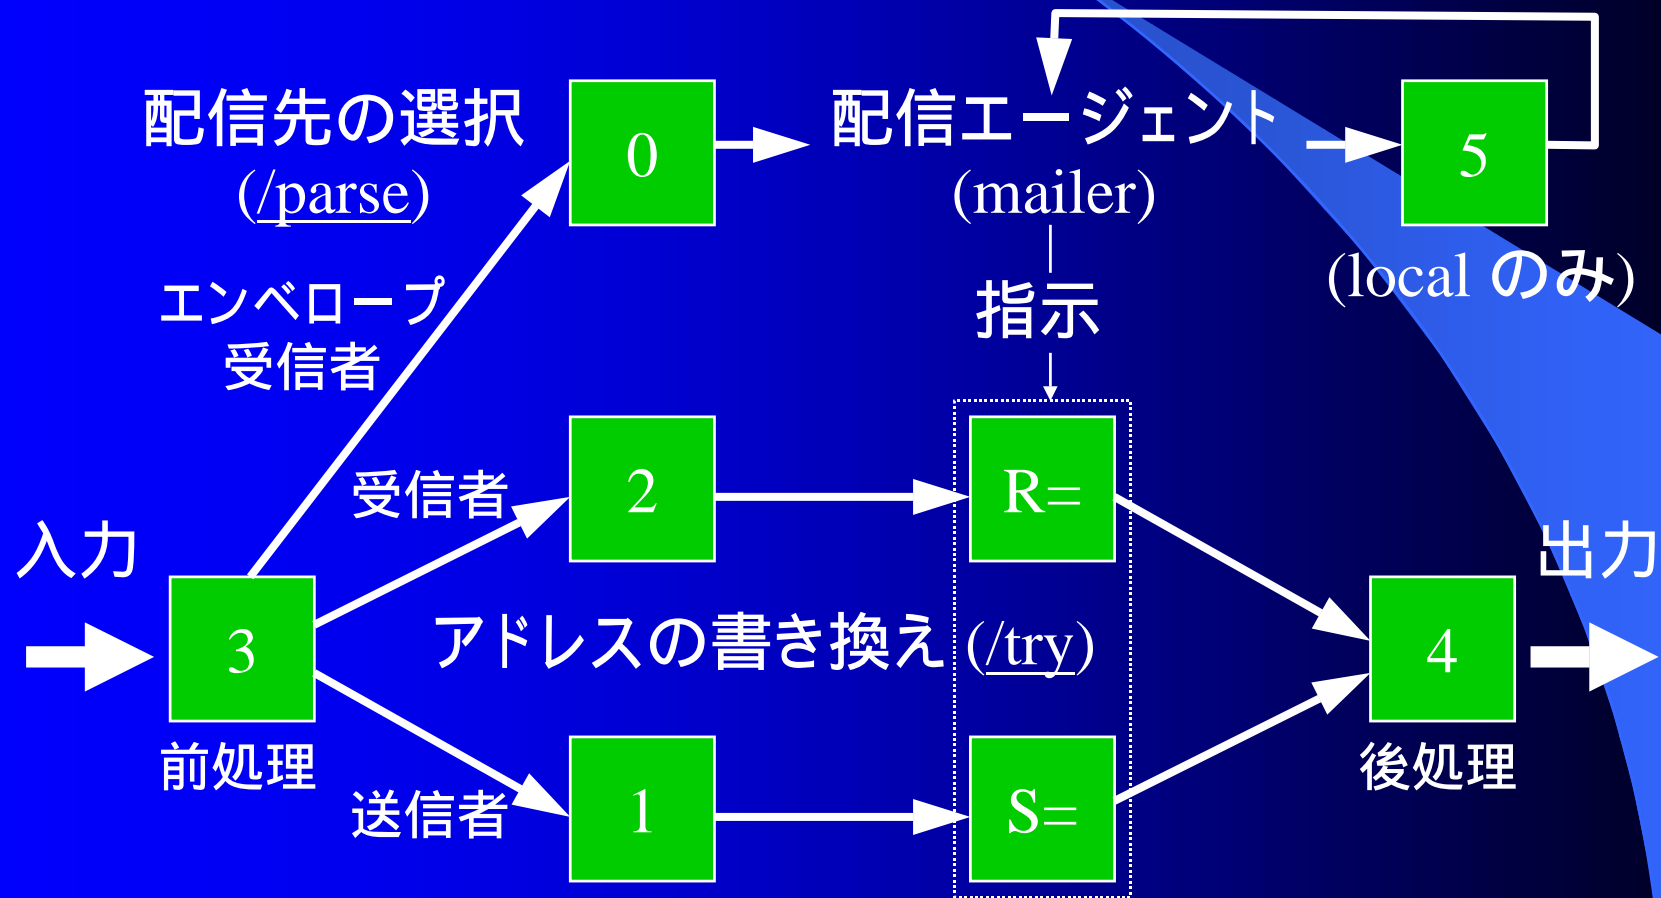 配信先の選択
(/parse)
0
配信エージェント
(mailer)
5
(local のみ)
エンベロープ
受信者
指示
受信者
2
R=
入力
3
前処理
アドレスの書き換え (/try)
4
後処理
出力
送信者
1
S=